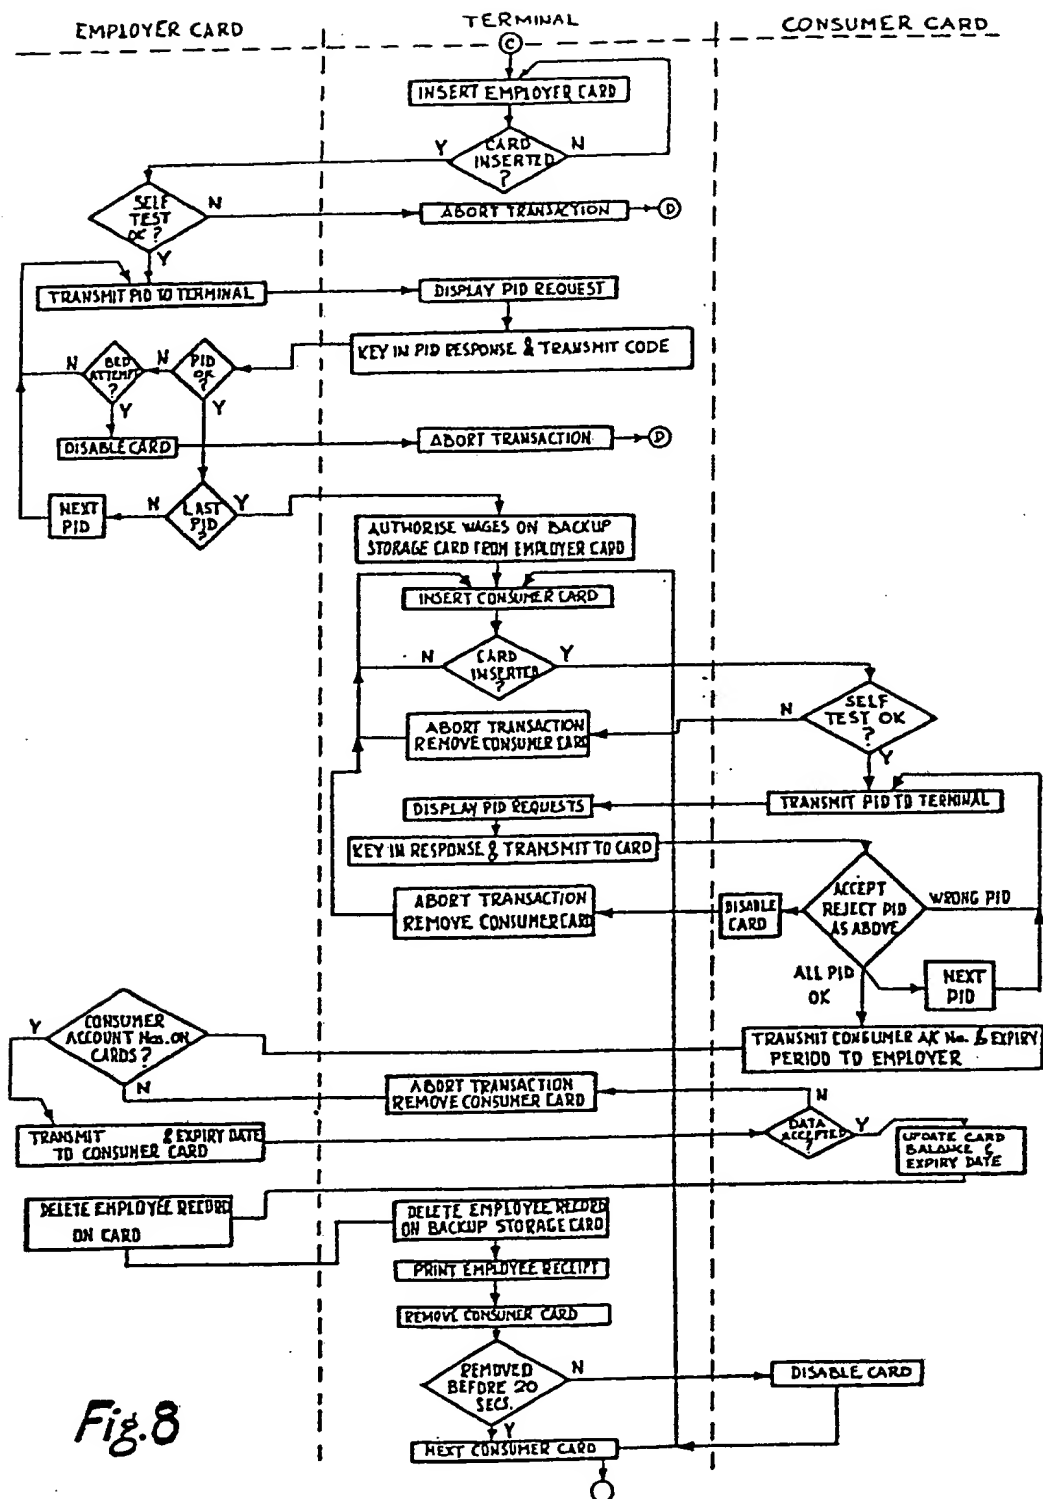 EMPLOYER CARD
TERMINAL
CONSUMER CARD
C
INSERT EMPLOYER CARD
CARD
INSERTED
?
Y
N
SELF
TEST
OK?
N
Y
ABORT TRANSACTION
D
TRANSMIT PID TO TERMINAL
DISPLAY PID REQUEST
KEY IN PID RESPONSE & TRANSMIT CODE
PID
OK
?
N
Y
3RD
ATTEMPT
?
N
Y
DISABLE CARD
ABORT TRANSACTION
D
LAST
PID
?
N
Y
NEXT
PID
AUTHORISE WAGES ON BACKUP
STORAGE CARD FROM EMPLOYER CARD
INSERT CONSUMER CARD
CARD
INSERTED
?
N
Y
SELF
TEST OK
?
N
Y
ABORT TRANSACTION
REMOVE CONSUMER CARD
TRANSMIT PID TO TERMINAL
DISPLAY PID REQUESTS
KEY IN RESPONSE & TRANSMIT TO CARD
ACCEPT
REJECT PID
AS ABOVE
WRONG PID
DISABLE
CARD
ABORT TRANSACTION
REMOVE CONSUMER CARD
ALL PID
OK
NEXT
PID
CONSUMER
ACCOUNT Nos. ON
CARDS?
Y
N
TRANSMIT CONSUMER A/C No. & EXPIRY
PERIOD TO EMPLOYER
ABORT TRANSACTION
REMOVE CONSUMER CARD
N
DATA
ACCEPTED
?
Y
TRANSMIT & EXPIRY DATE
TO CONSUMER CARD
UPDATE CARD
BALANCE &
EXPIRY DATE
DELETE EMPLOYEE RECORD
ON CARD
DELETE EMPLOYEE RECORD
ON BACKUP STORAGE CARD
PRINT EMPLOYEE RECEIPT
REMOVE CONSUMER CARD
REMOVED
BEFORE 20
SECS.
N
Y
DISABLE CARD
NEXT CONSUMER CARD
Fig. 8